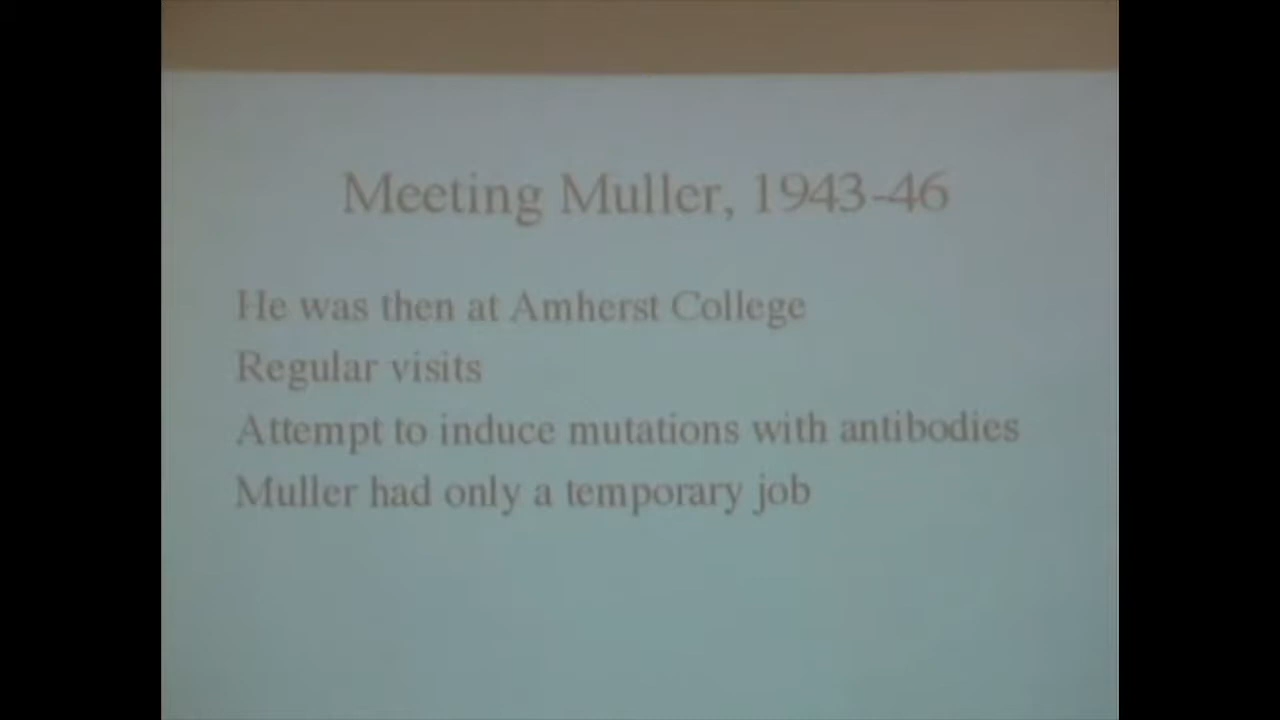 Meeting Muller, 1943-46
He was then at Amherst College
Regular visits
Attempt to induce mutations with antibodies
Muller had only a temporary job